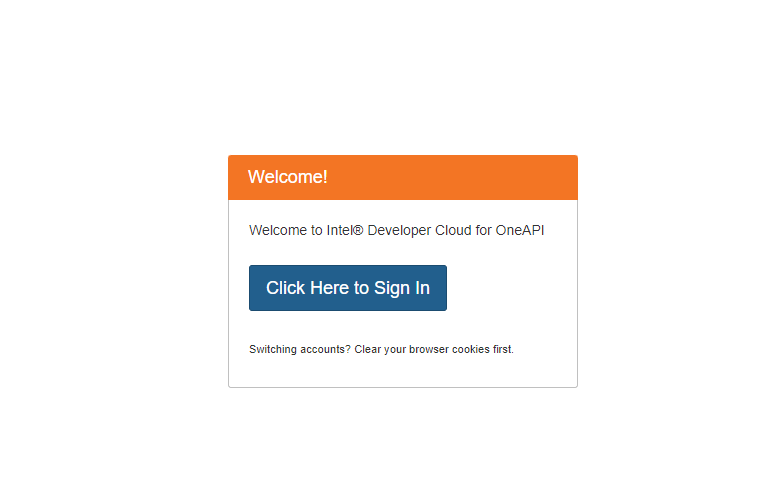 Welcome!
Welcome to Intel® Developer Cloud for OneAPI
Click Here to Sign In
Switching accounts? Clear your browser cookies first.